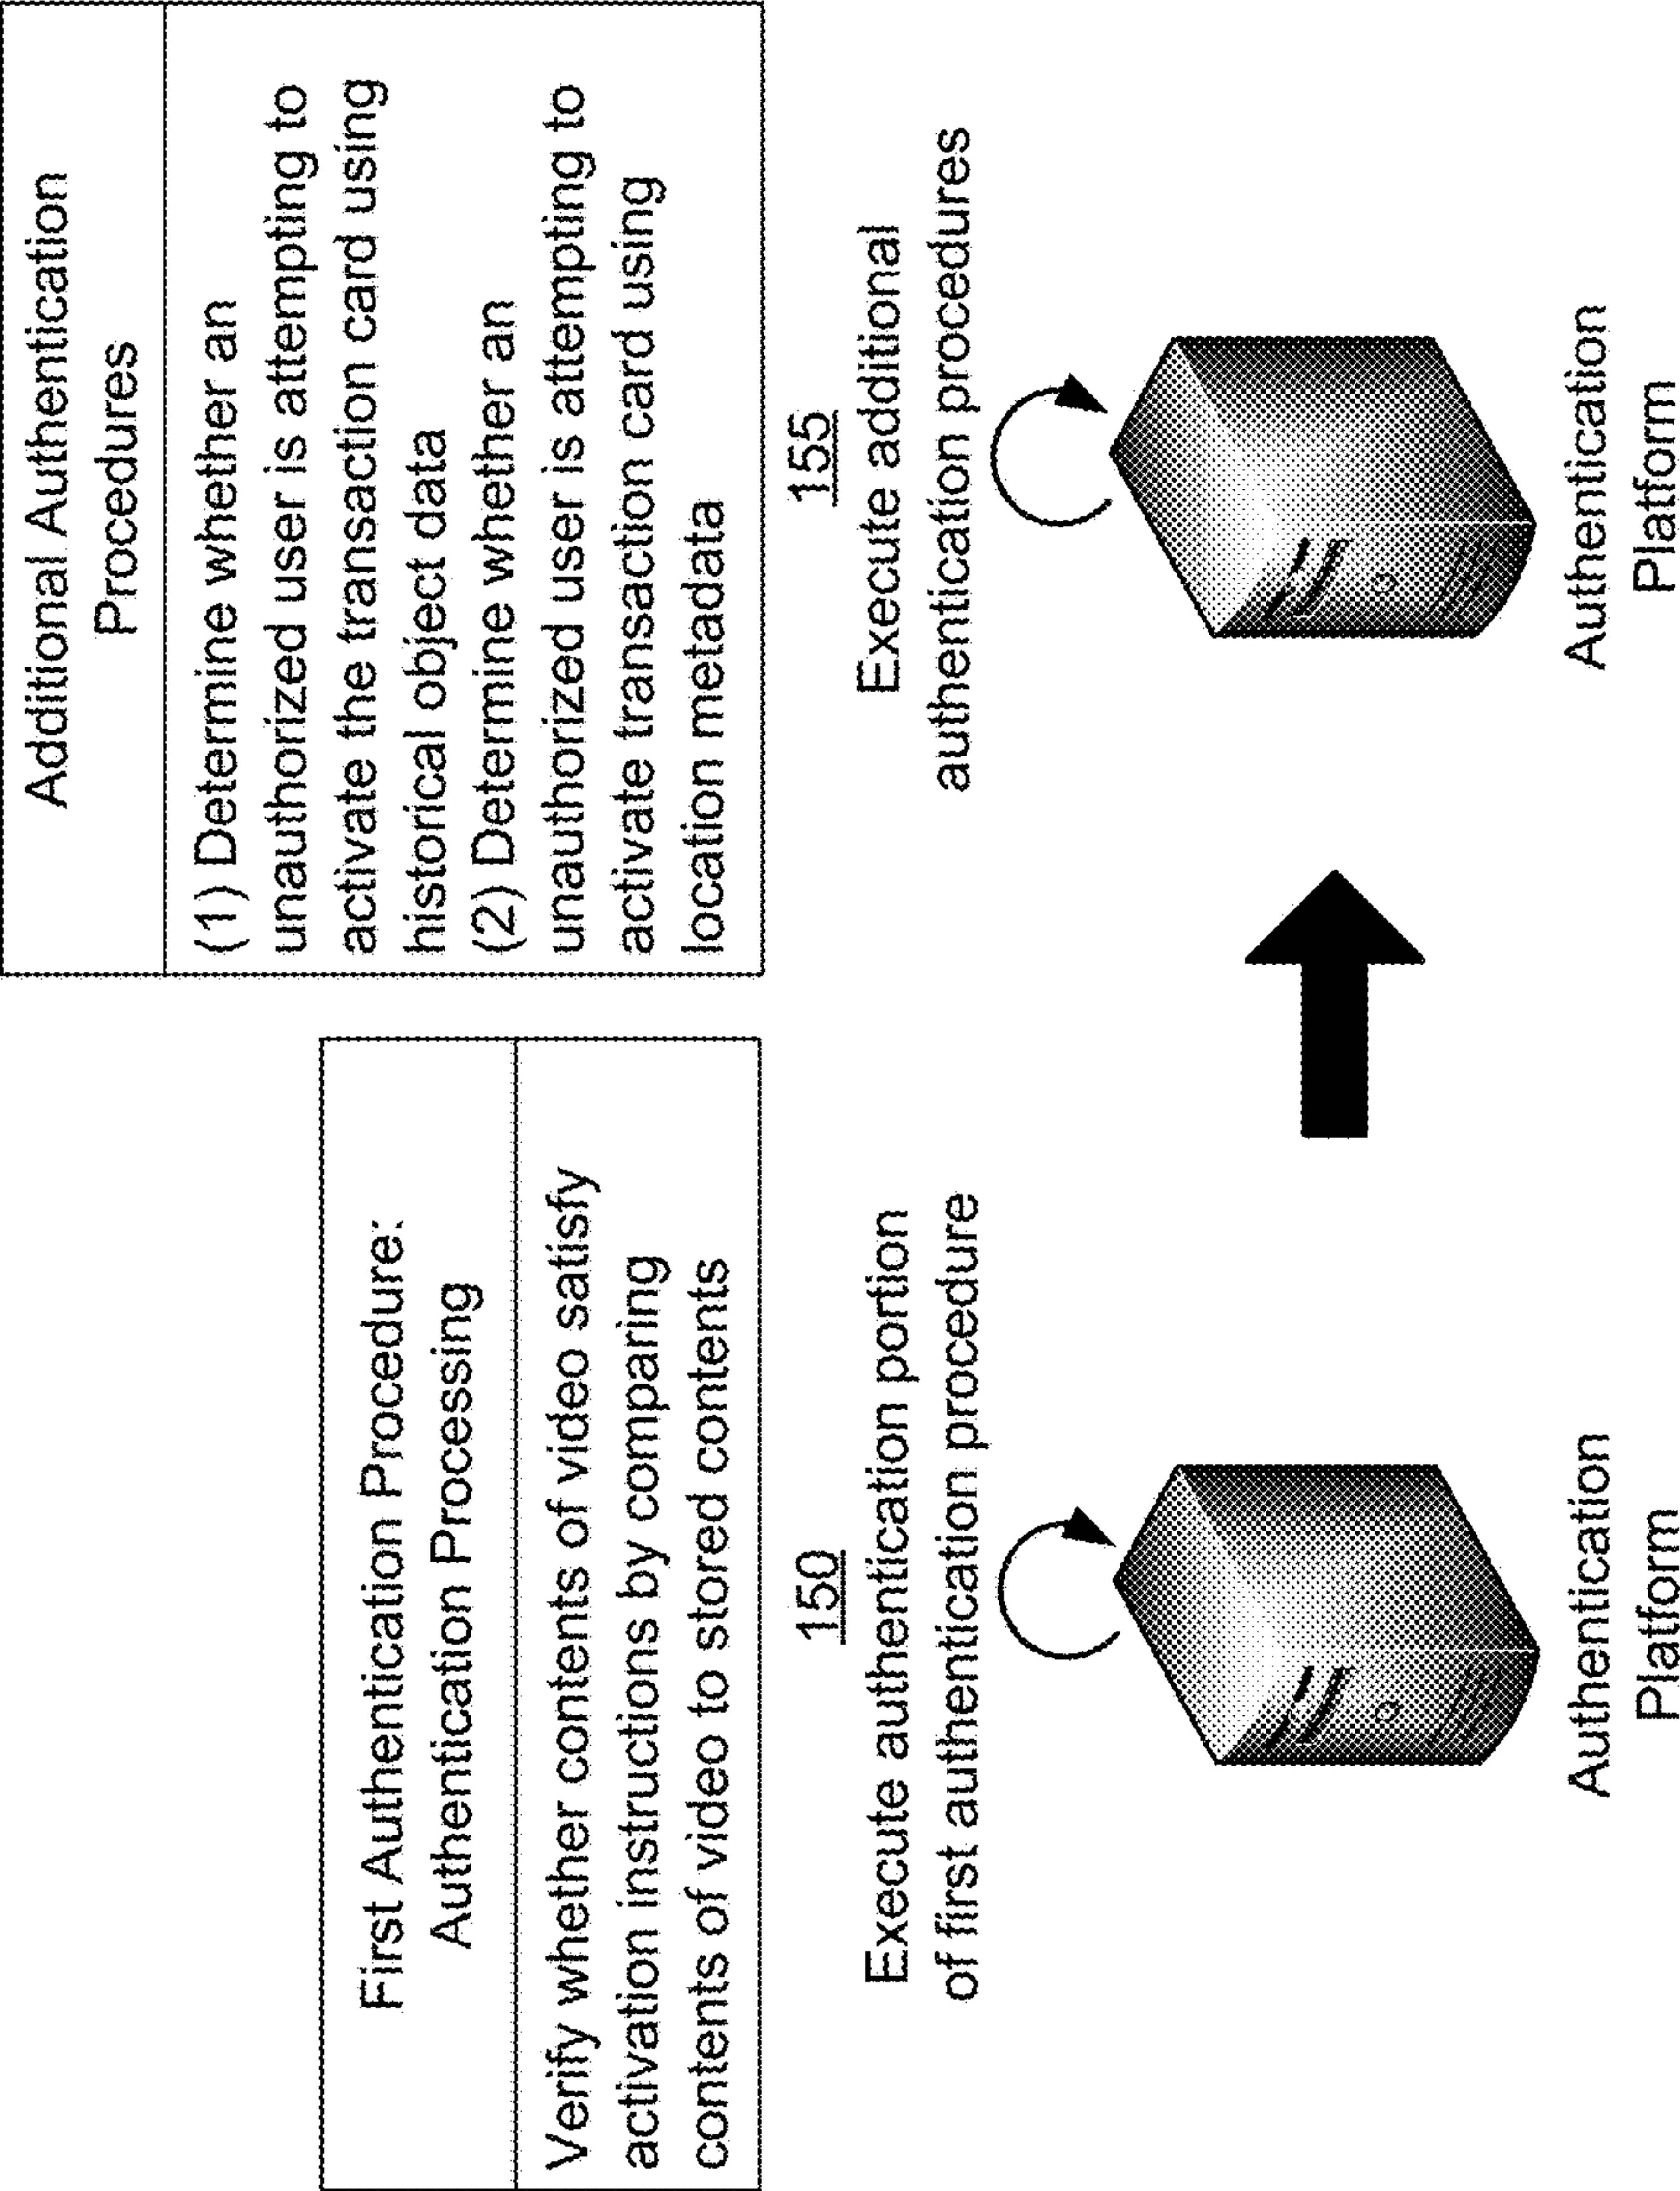 First Authentication Procedure:
Authentication Processing
Verify whether contents of video satisfy
activation instructions by comparing
contents of video to stored contents
150
Execute authentication portion
of first authentication procedure
Authentication
Platform
Additional Authentication
Procedures
(1) Determine whether an
unauthorized user is attempting to
activate the transaction card using
historical object data
(2) Determine whether an
unauthorized user is attempting to
activate transaction card using
location metadata
155
Execute additional
authentication procedures
Authentication
Platform